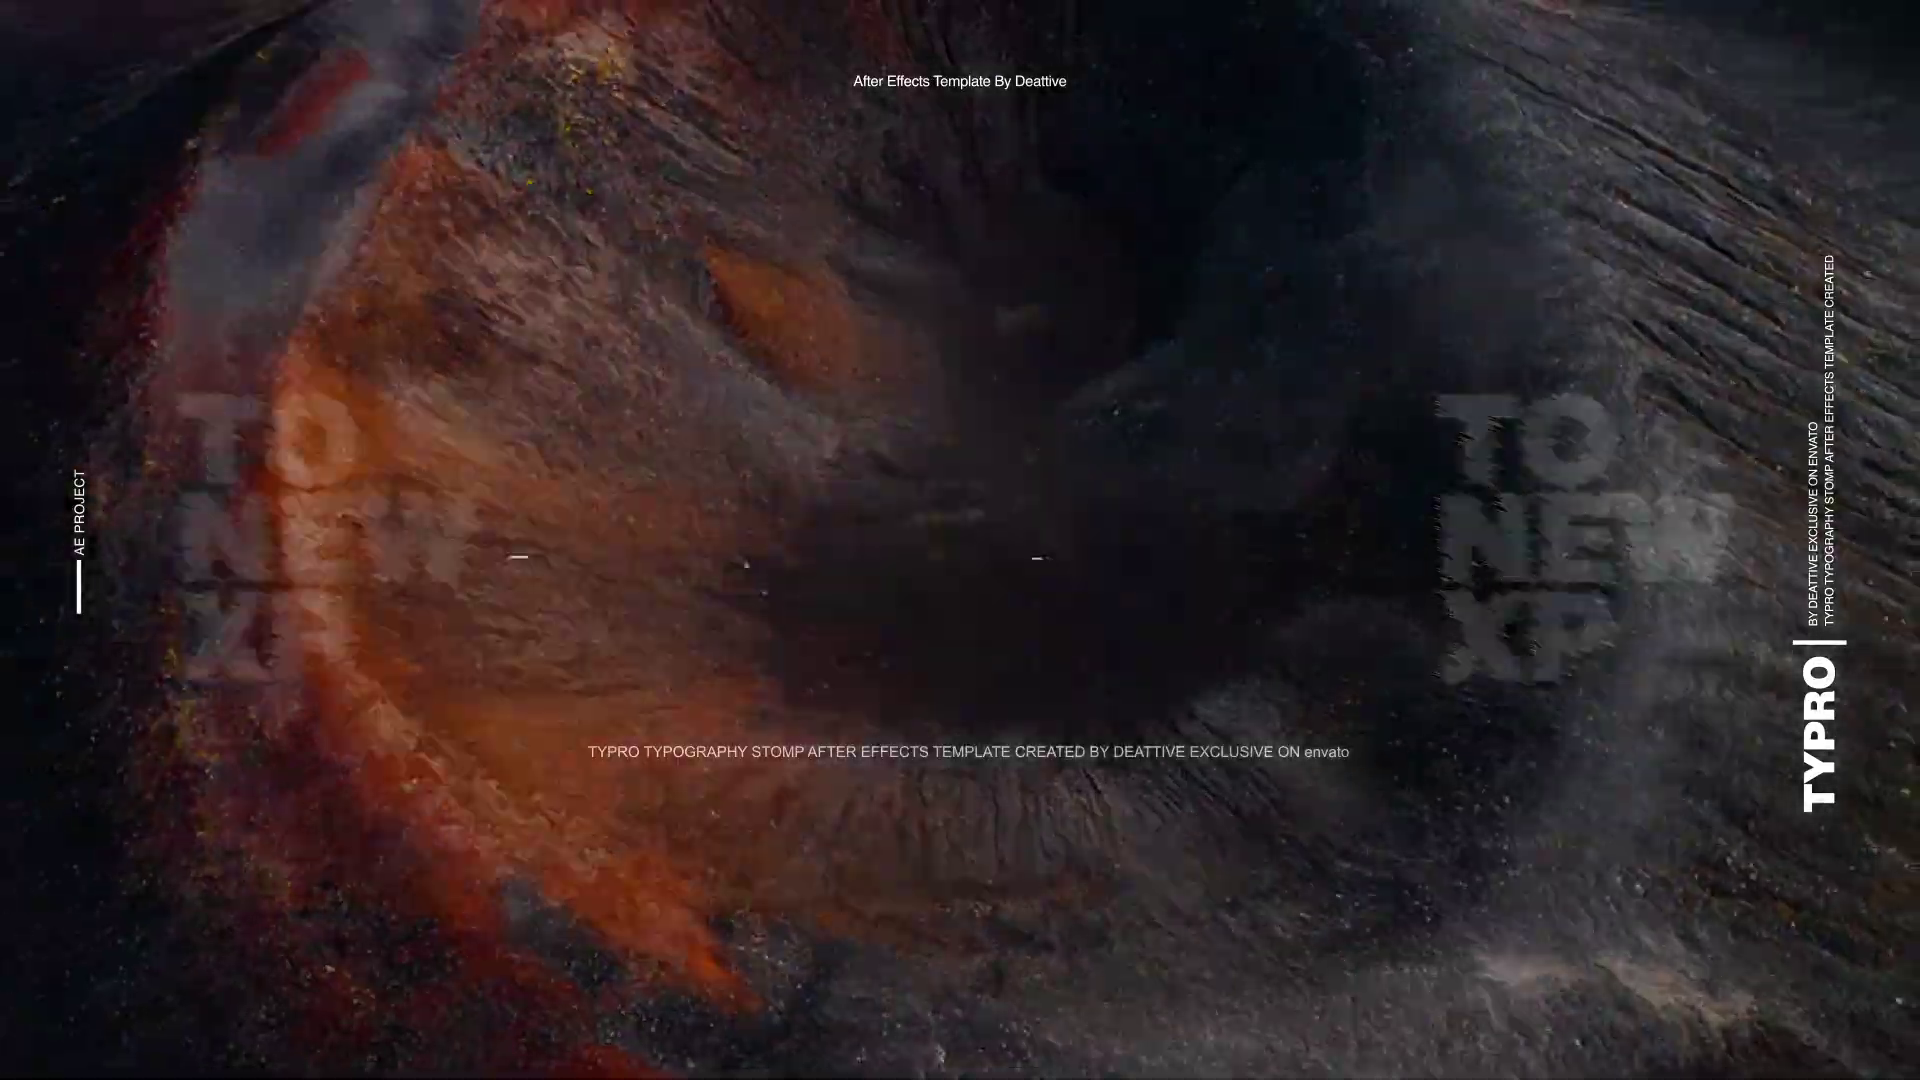 After Effects Template By Deattive
AE PROJECT
TO
NEW
X
TO
NEW
XP
TYPRO TYPOGRAPHY STOMP AFTER EFFECTS TEMPLATE CREATED BY DEATTIVE EXCLUSIVE ON envato
TYPRO
BY DEATTIVE EXCLUSIVE ON ENVATO
TYPRO TYPOGRAPHY STOMP AFTER EFFECTS TEMPLATE CREATED